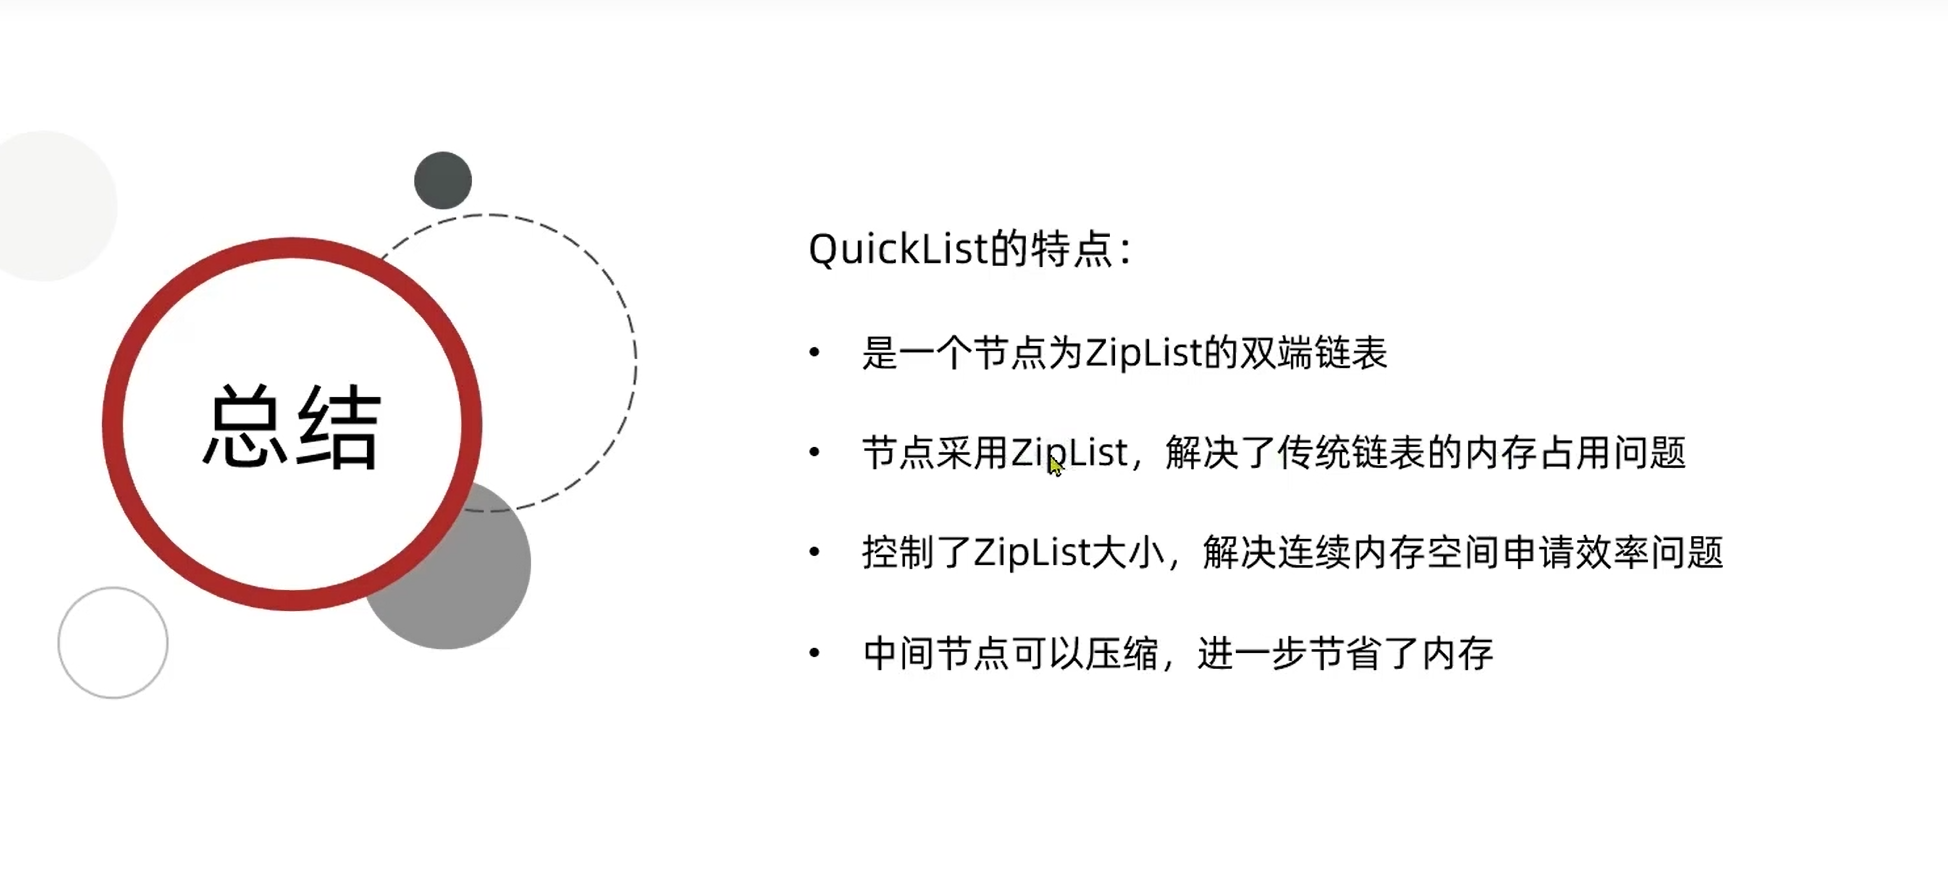 总结
QuickList的特点：
• 是一个节点为ZipList的双端链表
• 节点采用ZipList，解决了传统链表的内存占用问题
• 控制了ZipList大小，解决连续内存空间申请效率问题
• 中间节点可以压缩，进一步节省了内存